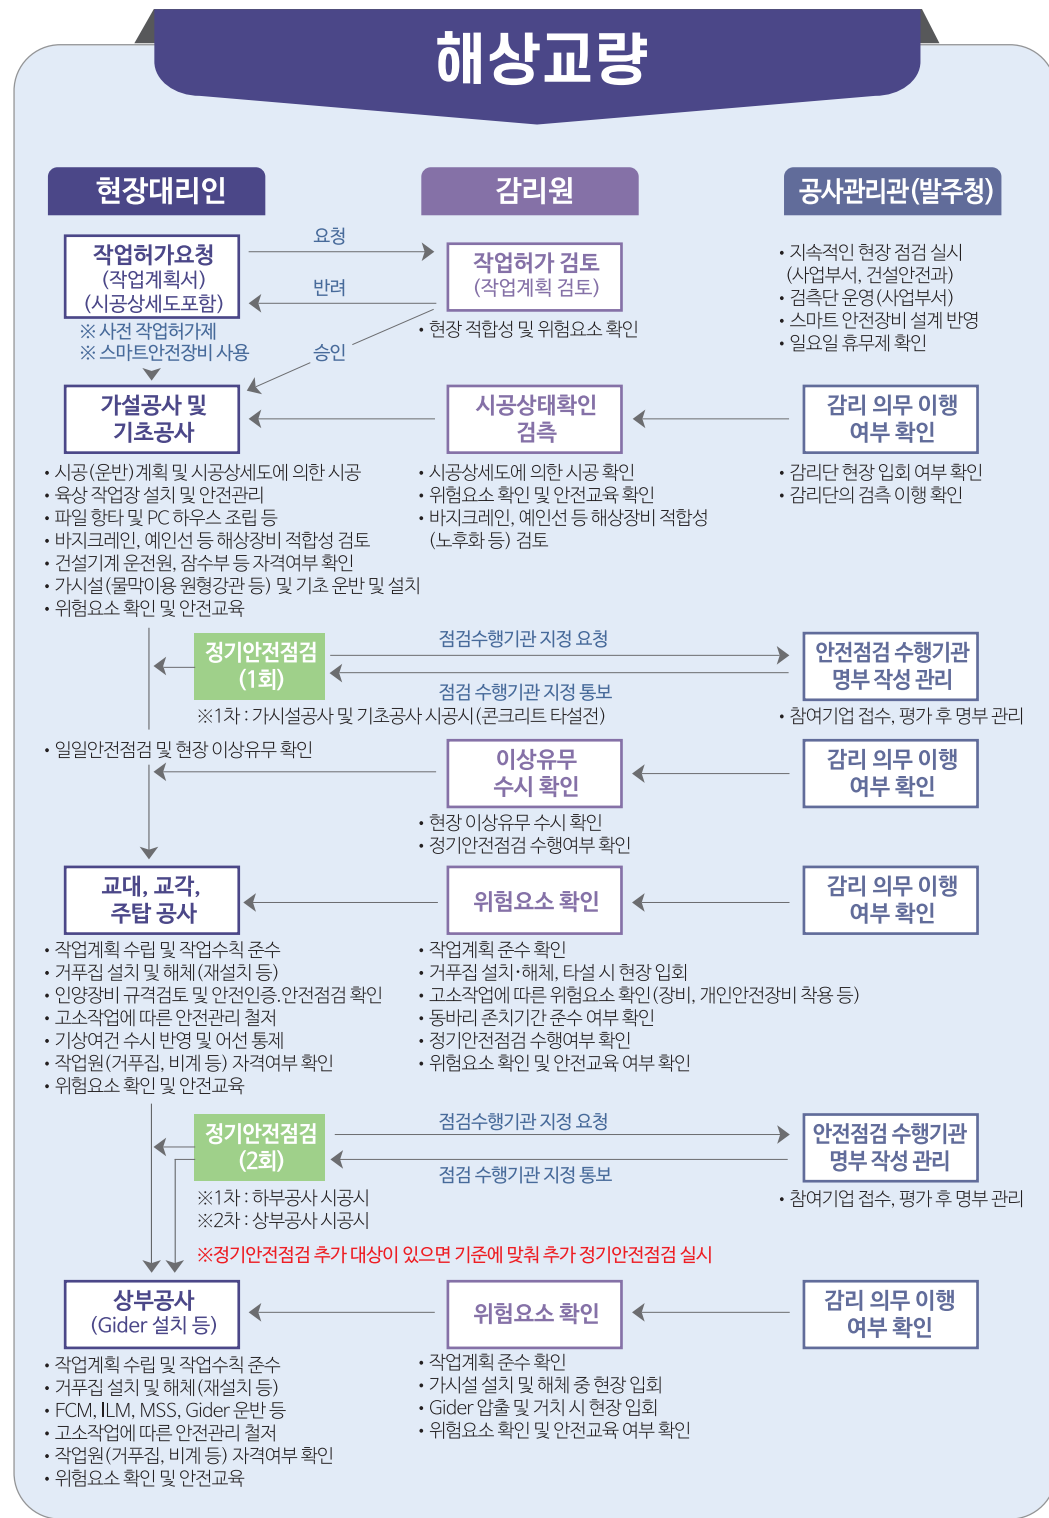 해상교량
현장대리인
감리원
공사관리관(발주청)
작업허가요청
(작업계획서)
(시공상세도포함)
※ 사전 작업허가제
※ 스마트안전장비 사용
요청
반려
승인
작업허가 검토
(작업계획 검토)
• 현장 적합성 및 위험요소 확인
• 지속적인 현장 점검 실시
(사업부서, 건설안전과)
• 검측단 운영(사업부서)
• 스마트 안전장비 설계 반영
• 일요일 휴무제 확인
가설공사 및
기초공사
시공상태확인
검측
감리 의무 이행
여부 확인
• 시공(운반)계획 및 시공상세도에 의한 시공
• 육상 작업장 설치 및 안전관리
• 파일 항타 및 PC 하우스 조립 등
• 바지크레인, 예인선 등 해상장비 적합성 검토
• 건설기계 운전원, 잠수부 등 자격여부 확인
• 가시설(물막이용 원형강관 등) 및 기초 운반 및 설치
• 위험요소 확인 및 안전교육
• 시공상세도에 의한 시공 확인
• 위험요소 확인 및 안전교육 확인
• 바지크레인, 예인선 등 해상장비 적합성
(노후화 등) 검토
• 감리단 현장 입회 여부 확인
• 감리단의 검측 이행 확인
정기안전점검
(1회)
점검수행기관 지정 요청
점검 수행기관 지정 통보
※1차 : 가시설공사 및 기초공사 시공시(콘크리트 타설전)
안전점검 수행기관
명부 작성 관리
• 참여기업 접수, 평가 후 명부 관리
• 일일안전점검 및 현장 이상유무 확인
이상유무
수시 확인
• 현장 이상유무 수시 확인
• 정기안전점검 수행여부 확인
감리 의무 이행
여부 확인
교대, 교각,
주탑 공사
위험요소 확인
감리 의무 이행
여부 확인
• 작업계획 수립 및 작업수칙 준수
• 거푸집 설치 및 해체(재설치 등)
• 인양장비 규격검토 및 안전인증.안전점검 확인
• 고소작업에 따른 안전관리 철저
• 기상여건 수시 반영 및 어선 통제
• 작업원(거푸집, 비계 등) 자격여부 확인
• 위험요소 확인 및 안전교육
• 작업계획 준수 확인
• 거푸집 설치·해체, 타설 시 현장 입회
• 고소작업에 따른 위험요소 확인(장비, 개인안전장비 착용 등)
• 동바리 존치기간 준수 여부 확인
• 정기안전점검 수행여부 확인
• 위험요소 확인 및 안전교육 여부 확인
정기안전점검
(2회)
점검수행기관 지정 요청
점검 수행기관 지정 통보
※1차 : 하부공사 시공시
※2차 : 상부공사 시공시
안전점검 수행기관
명부 작성 관리
• 참여기업 접수, 평가 후 명부 관리
※정기안전점검 추가 대상이 있으면 기준에 맞춰 추가 정기안전점검 실시
상부공사
(Gider 설치 등)
위험요소 확인
감리 의무 이행
여부 확인
• 작업계획 수립 및 작업수칙 준수
• 거푸집 설치 및 해체(재설치 등)
• FCM, ILM, MSS, Gider 운반 등
• 고소작업에 따른 안전관리 철저
• 작업원(거푸집, 비계 등) 자격여부 확인
• 위험요소 확인 및 안전교육
• 작업계획 준수 확인
• 가시설 설치 및 해체 중 현장 입회
• Gider 압출 및 거치 시 현장 입회
• 위험요소 확인 및 안전교육 여부 확인